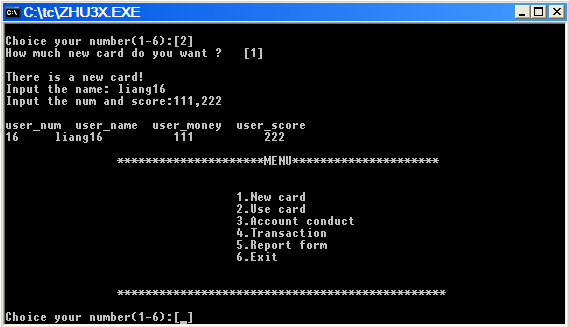 C:\tc\ZHU3X.EXE
Choice your number(1-6):[2]
How much new card do you want ?   [1]
There is a new card!
Input the name: liang16
Input the num and score:111,222
user_num  user_name  user_money  user_score
16     liang16        111          222
*********************MENU*********************
1.New card
2.Use card
3.Account conduct
4.Transaction
5.Report form
6.Exit
***********************************************
Choice your number(1-6):[_]